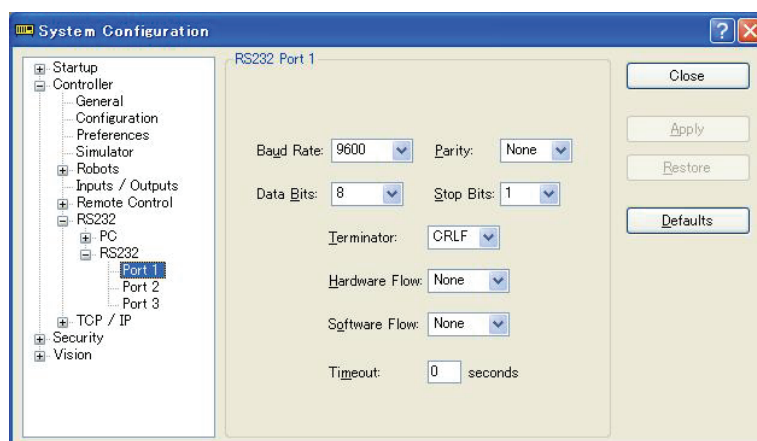 System Configuration
Startup
Controller
General
Configuration
Preferences
Simulator
Robots
Inputs / Outputs
Remote Control
RS232
PC
RS232
Port 1
Port 2
Port 3
TCP / IP
Security
Vision
RS232 Port 1
Baud Rate: 9600 Parity: None
Data Bits: 8 Stop Bits: 1
Terminator: CRLF
Hardware Flow: None
Software Flow: None
Timeout: 0 seconds
Close
Apply
Restore
Defaults